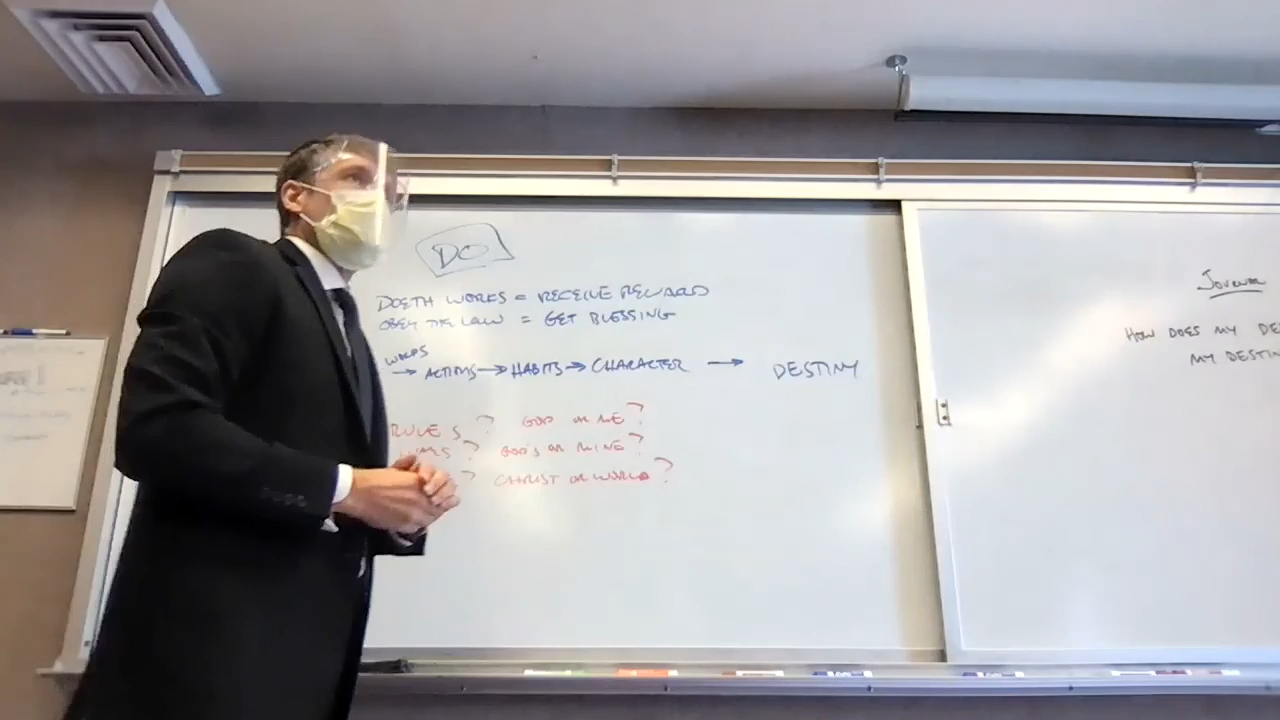 DO
DOETH WORKS = RECEIVE REWARD
OBEY THE LAW = GET BLESSING
WORDS
→ ACTIONS → HABITS → CHARACTER → DESTINY
RULES ? GOD OR ME ?
? GOD'S OR MINE ?
? CHRIST OR WORLD ?
JOURNAL
HOW DOES MY DE
MY DESTIN